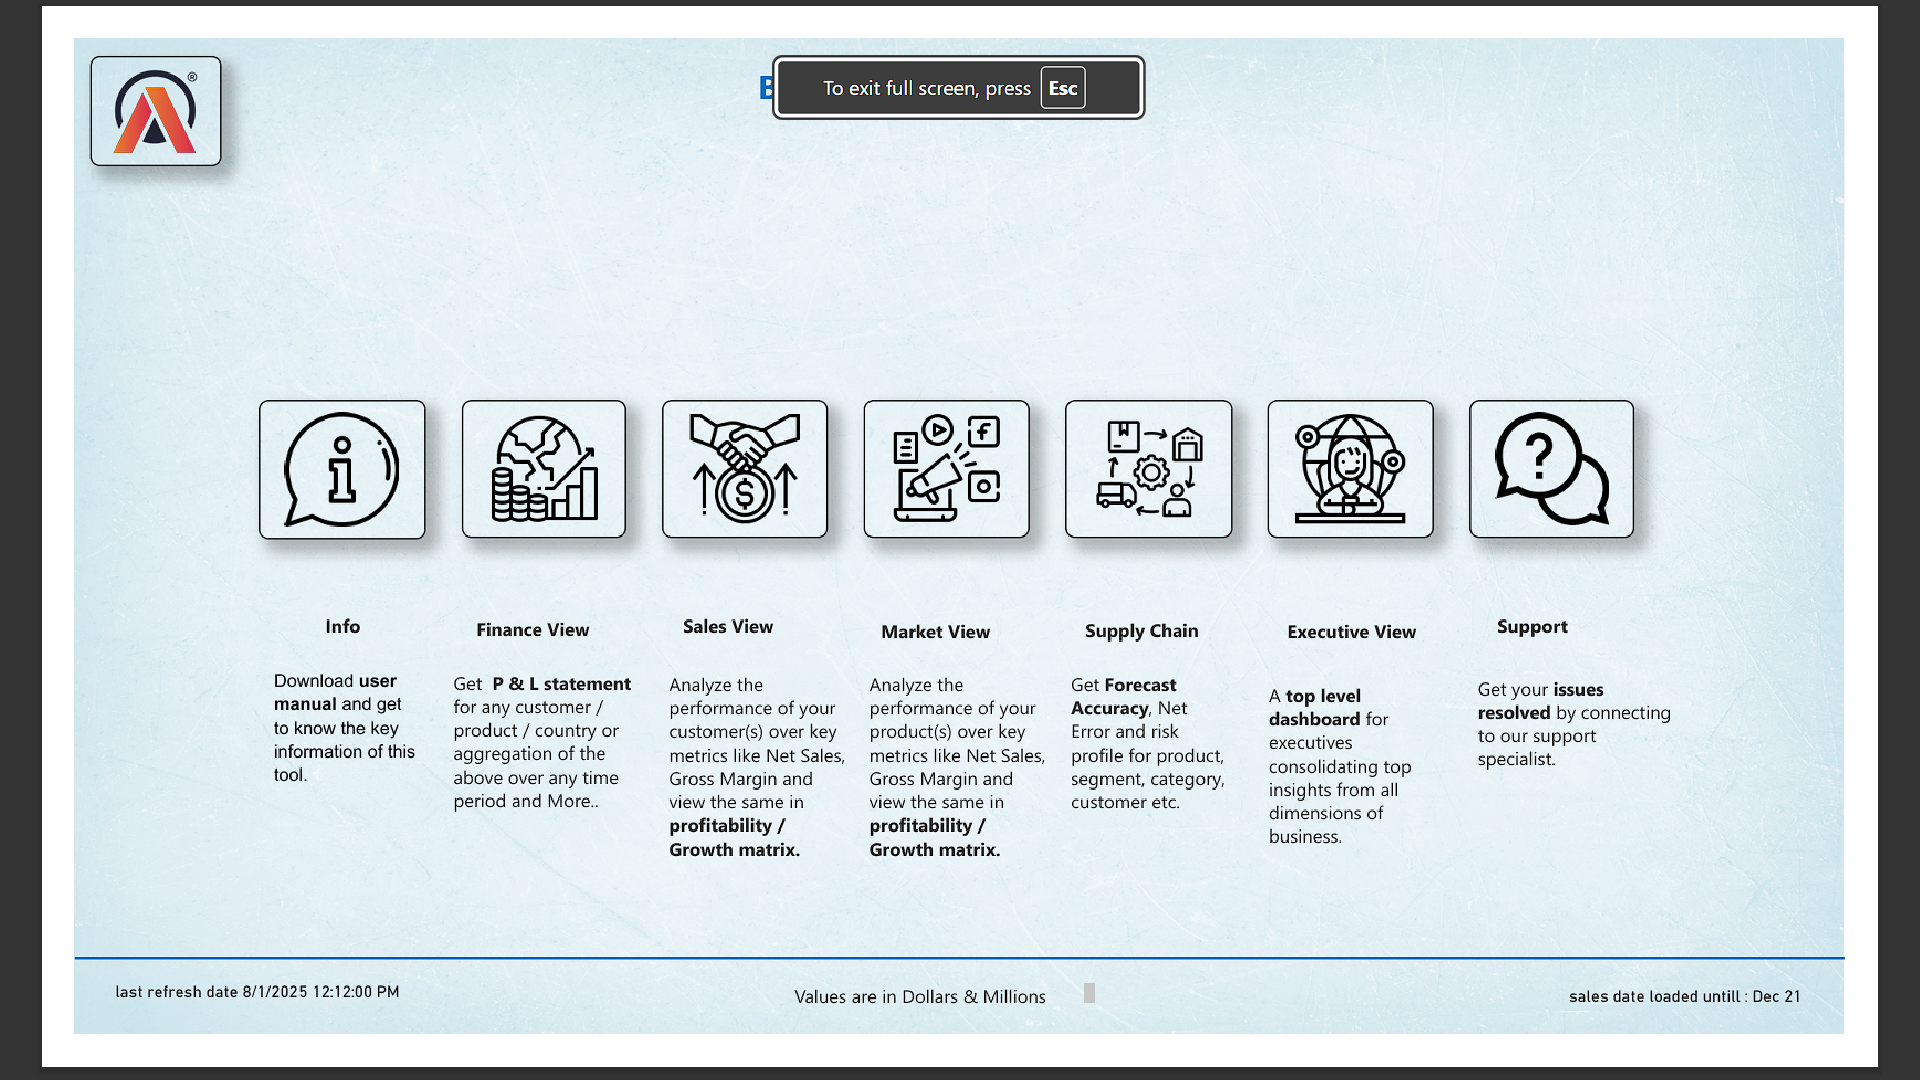 ®
To exit full screen, press Esc
Info
Download user
manual and get
to know the key
information of this
tool.
Finance View
Get P & L statement
for any customer /
product / country or
aggregation of the
above over any time
period and More..
Sales View
Analyze the
performance of your
customer(s) over key
metrics like Net Sales,
Gross Margin and
view the same in
profitability /
Growth matrix.
Market View
Analyze the
performance of your
product(s) over key
metrics like Net Sales,
Gross Margin and
view the same in
profitability /
Growth matrix.
Supply Chain
Get Forecast
Accuracy, Net
Error and risk
profile for product,
segment, category,
customer etc.
Executive View
A top level
dashboard for
executives
consolidating top
insights from all
dimensions of
business.
Support
Get your issues
resolved by connecting
to our support
specialist.
last refresh date 8/1/2025 12:12:00 PM
Values are in Dollars & Millions
sales date loaded untill : Dec 21